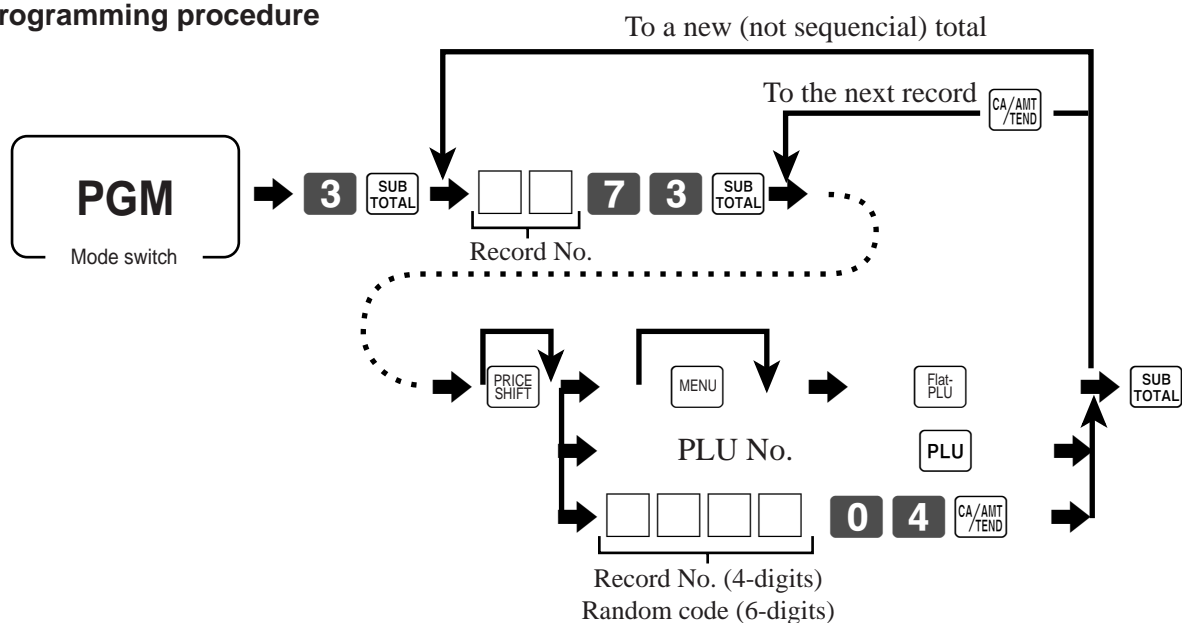 rogramming procedure
To a new (not sequencial) total
To the next record CA/AMT /TEND
PGM
Mode switch
3 SUB TOTAL 7 3 SUB TOTAL
Record No.
PRICE SHIFT MENU Flat- PLU SUB TOTAL
PLU No. PLU
0 4 CA/AMT /TEND
Record No. (4-digits)
Random code (6-digits)